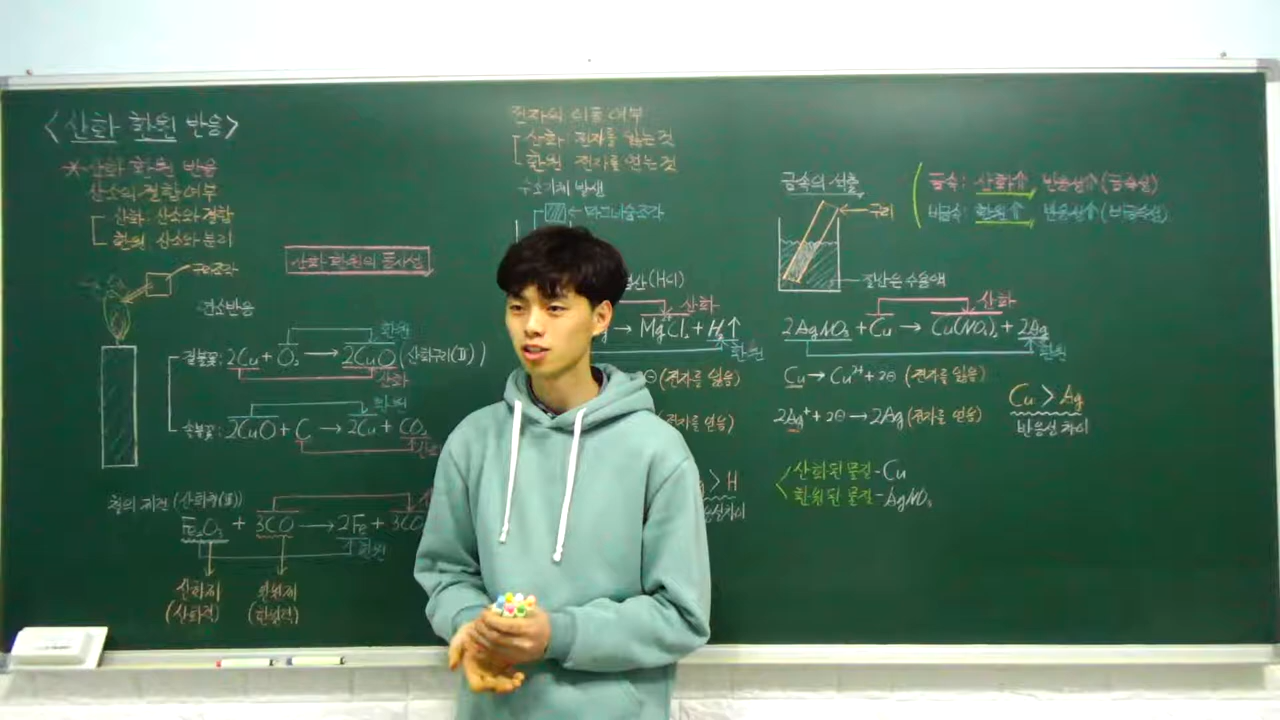 <산화 환원 반응>
* 산화 환원 반응
산소의 결합여부
산화: 산소와 결합
환원: 산소와 분리
구리조각
연소반응
산화 환원의 동시성
환원
겉불꽃: 2Cu + O₂ → 2CuO (산화구리(Ⅱ))
산화
환원
속불꽃: 2CuO + C → 2Cu + CO₂
철의 제련 (산화철(Ⅲ))
Fe₂O₃ + 3CO → 2Fe + 3CO
환원
산화제 환원제
(산화력) (환원력)
전자의 이동 여부
산화: 전자를 잃는 것
환원: 전자를 얻는 것
수소기체 발생
마그네슘조각
(HCl)
산화
→ MgCl₂ + H₂↑
환원
(전자를 잃음)
전자를 얻음)
> H
금속의 석출
구리
질산은 수용액
산화
2AgNO₃ + Cu → Cu(NO₃)₂ + 2Ag
환원
Cu → Cu²⁺ + 2⊖ (전자를 잃음)
2Ag⁺ + 2⊖ → 2Ag (전자를 얻음)
Cu > Ag
반응성 차이
산화된 물질 - Cu
환원된 물질 - AgNO₃
금속: 산화↑ 반응성↑ (금속성)
비금속: 환원↑ 반응성↑ (비금속성)